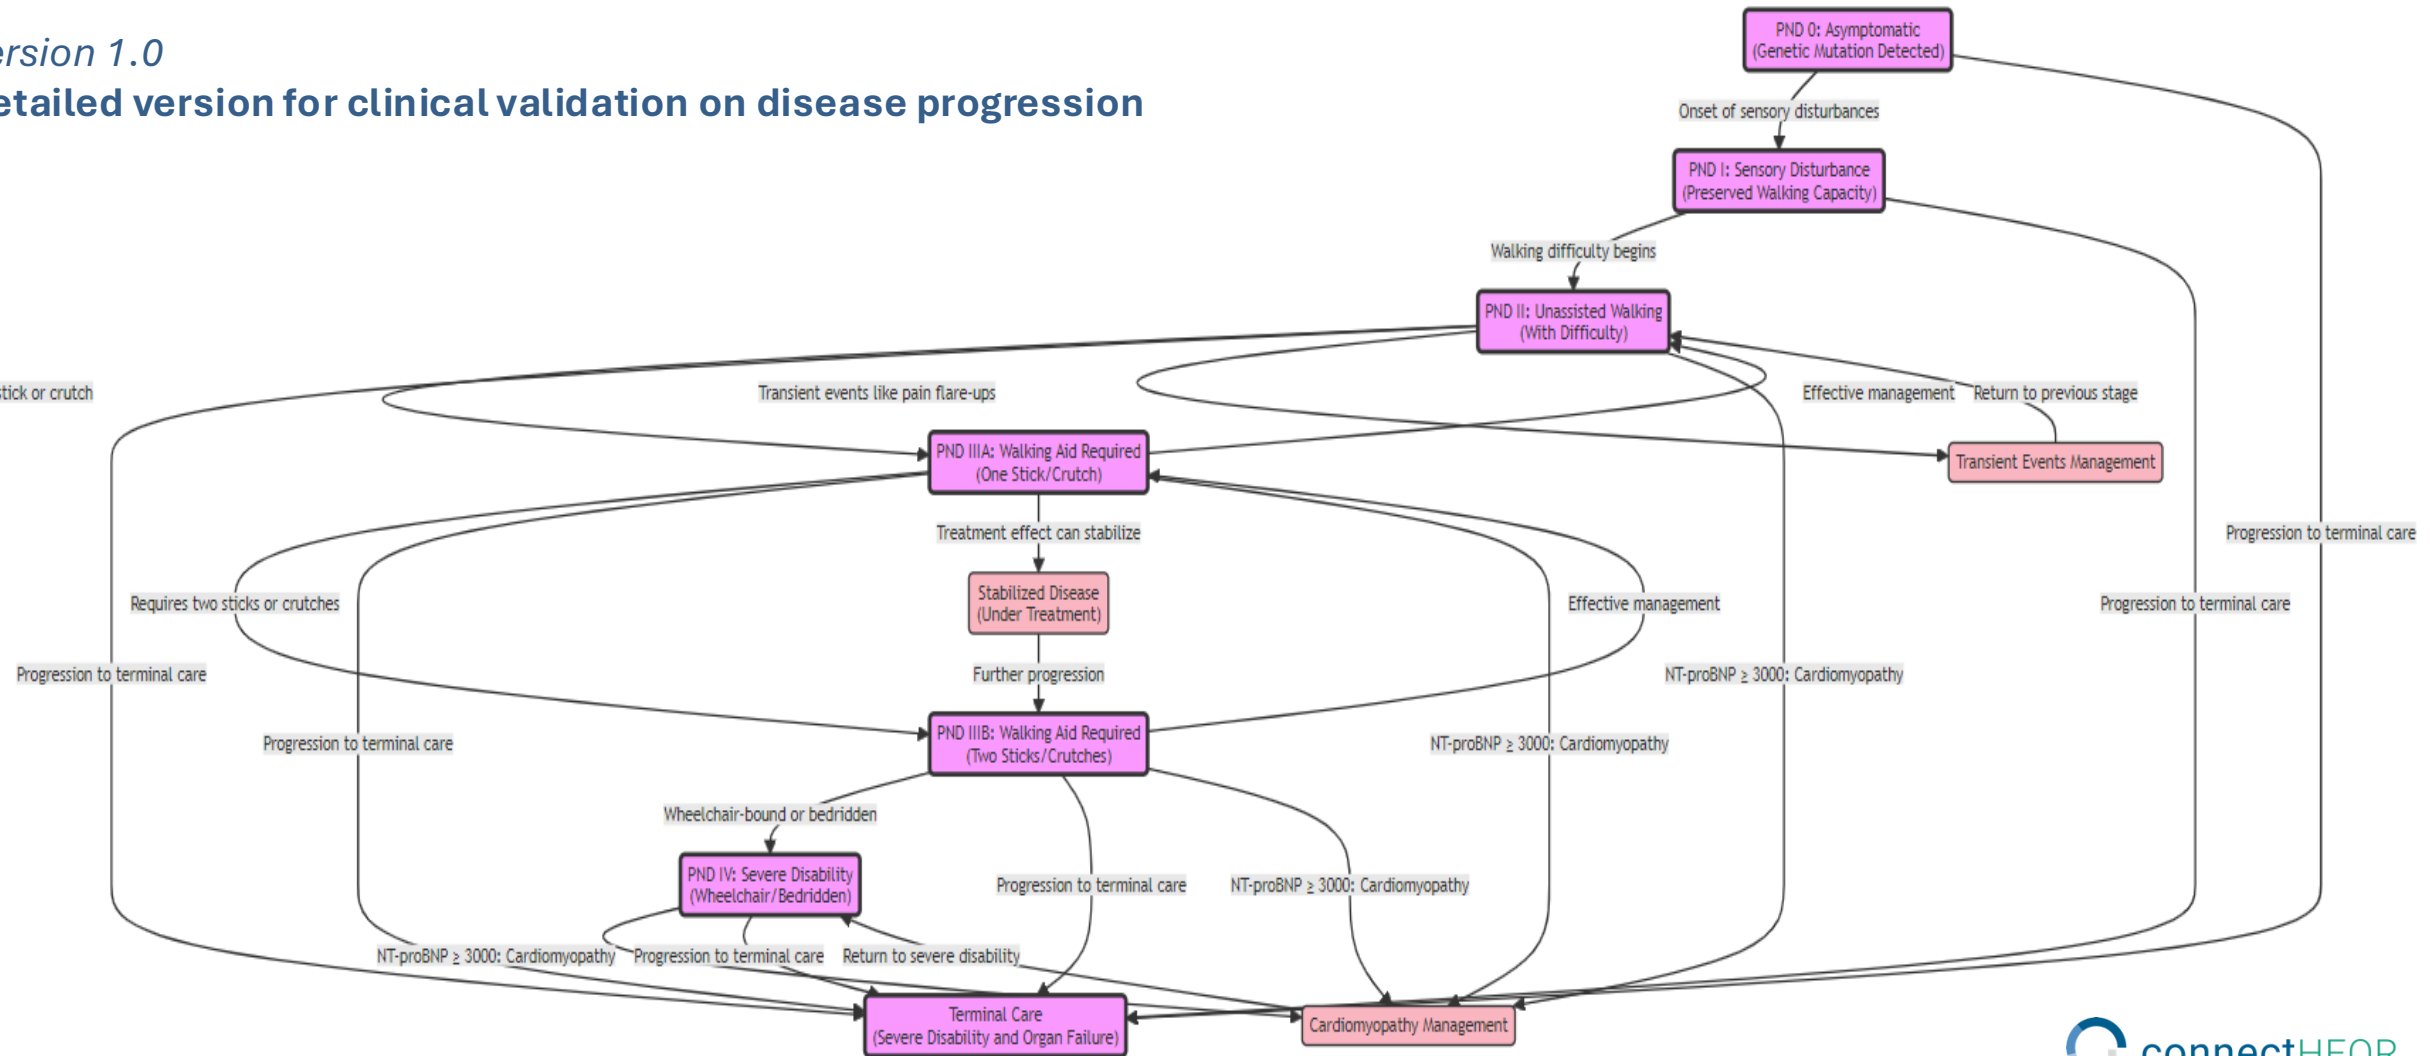 ersion 1.0
etailed version for clinical validation on disease progression
PND 0: Asymptomatic
(Genetic Mutation Detected)
Onset of sensory disturbances
PND I: Sensory Disturbance
(Preserved Walking Capacity)
Walking difficulty begins
PND II: Unassisted Walking
(With Difficulty)
stick or crutch
Transient events like pain flare-ups
Effective management
Return to previous stage
PND IIIA: Walking Aid Required
(One Stick/Crutch)
Transient Events Management
Treatment effect can stabilize
Progression to terminal care
Stabilized Disease
(Under Treatment)
Requires two sticks or crutches
Effective management
Progression to terminal care
Progression to terminal care
Further progression
NT-proBNP ≥ 3000: Cardiomyopathy
PND IIIB: Walking Aid Required
(Two Sticks/Crutches)
Progression to terminal care
NT-proBNP ≥ 3000: Cardiomyopathy
Wheelchair-bound or bedridden
PND IV: Severe Disability
(Wheelchair/Bedridden)
Progression to terminal care
NT-proBNP ≥ 3000: Cardiomyopathy
NT-proBNP ≥ 3000: Cardiomyopathy
Progression to terminal care
Return to severe disability
Terminal Care
(Severe Disability and Organ Failure)
Cardiomyopathy Management
connectHEOR